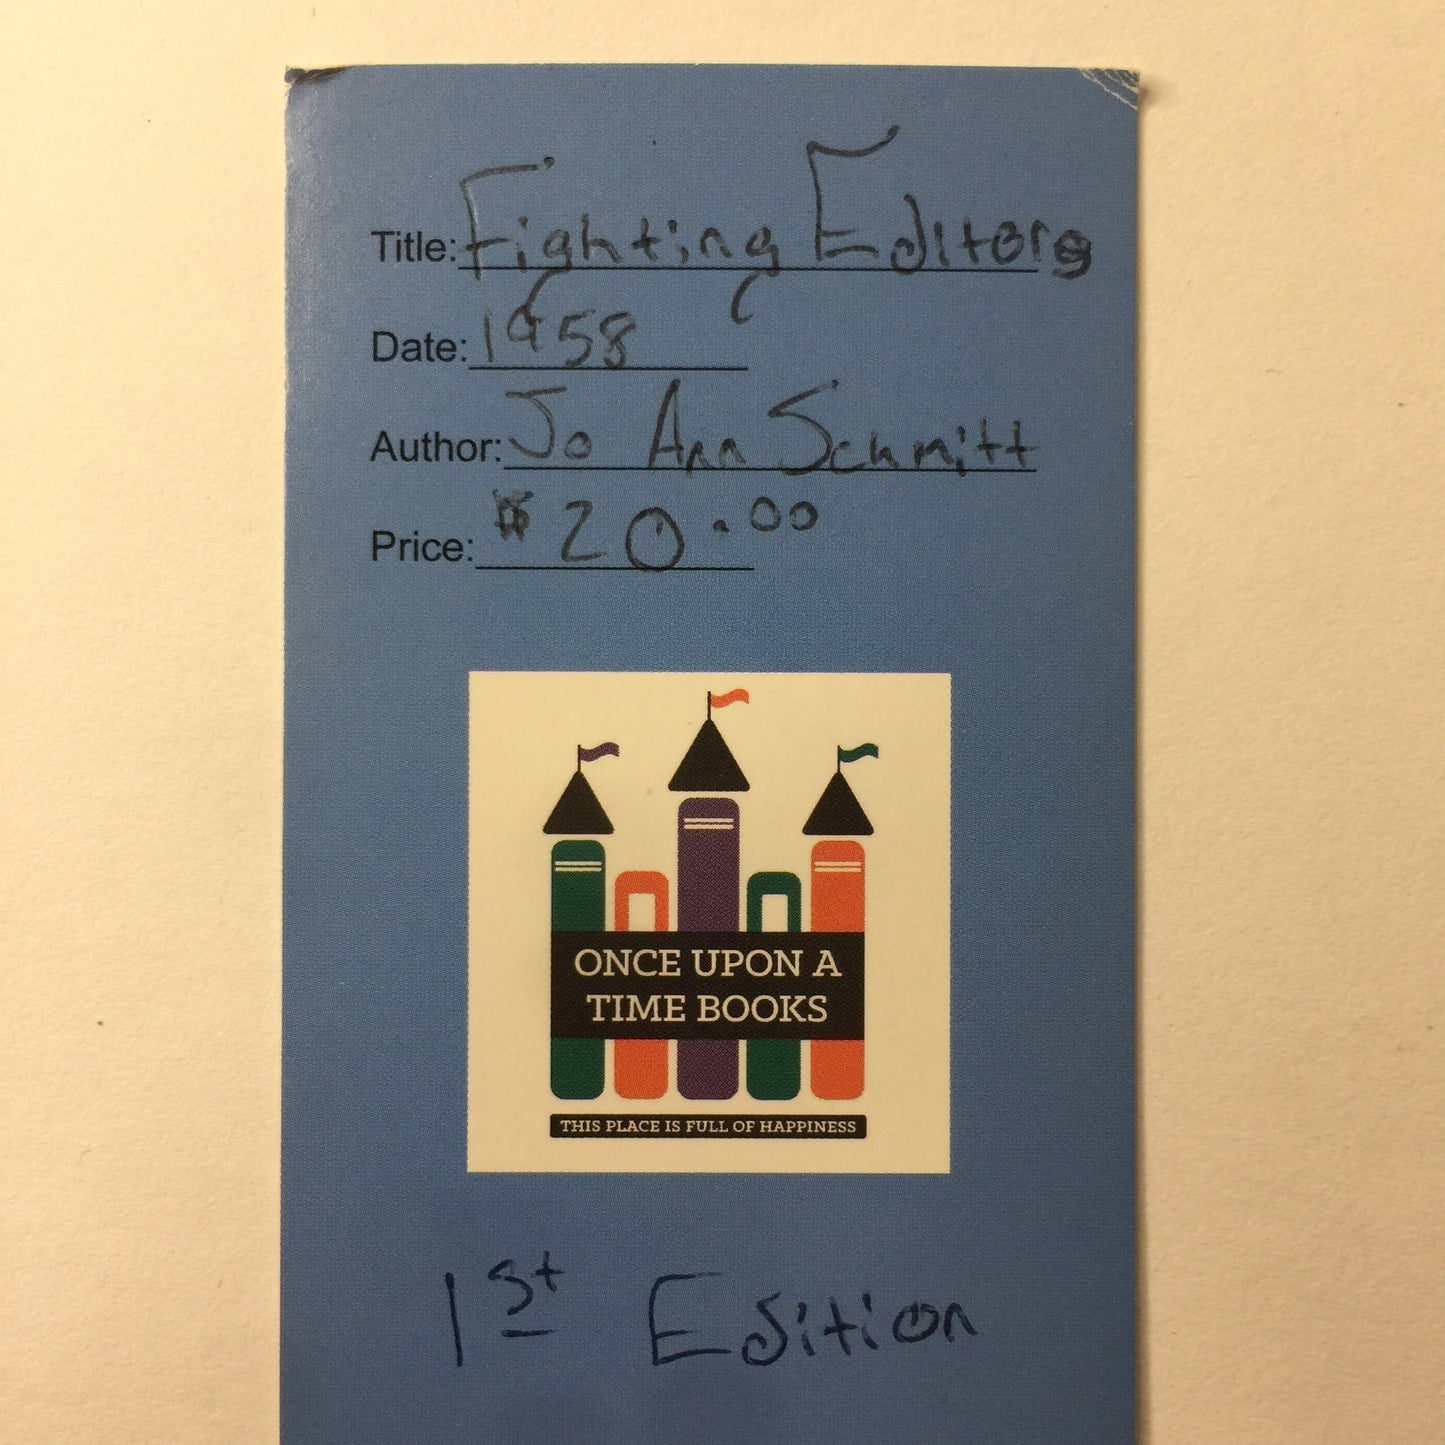 Title: Fighting Editors
Date: 1958
Author: Jo Ann Schmitt
Price: $20.00
ONCE UPON A
TIME BOOKS
THIS PLACE IS FULL OF HAPPINESS
1st Edition